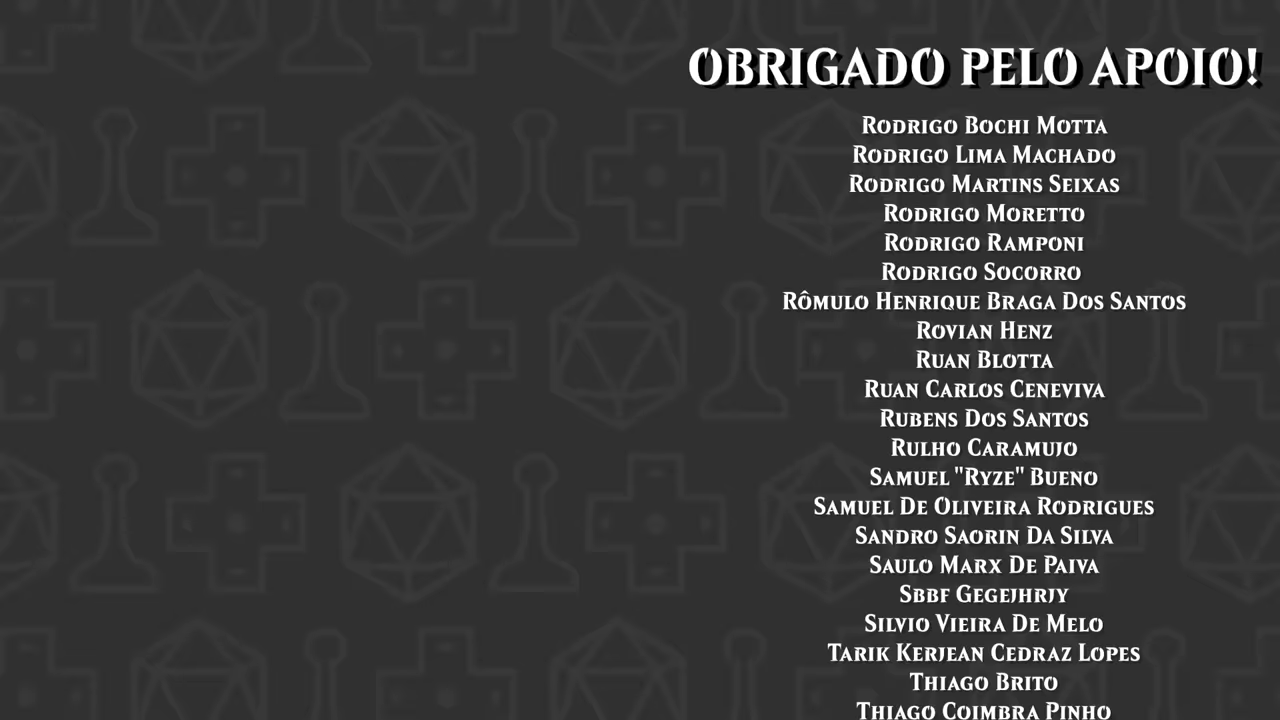 OBRIGADO PELO APOIO!
RODRIGO BOCHI MOTTA
RODRIGO LIMA MACHADO
RODRIGO MARTINS SEIXAS
RODRIGO MORETTO
RODRIGO RAMPONI
RODRIGO SOCORRO
RÔMULO HENRIQUE BRAGA DOS SANTOS
ROVIAN HENZ
RUAN BLOTTA
RUAN CARLOS CENEVIVA
RUBENS DOS SANTOS
RULHO CARAMUJO
SAMUEL "RYZE" BUENO
SAMUEL DE OLIVEIRA RODRIGUES
SANDRO SAORIN DA SILVA
SAULO MARX DE PAIVA
SBBF GEGEJHRJY
SILVIO VIEIRA DE MELO
TARIK KERJEAN CEDRAZ LOPES
THIAGO BRITO
THIAGO COIMBRA PINHO